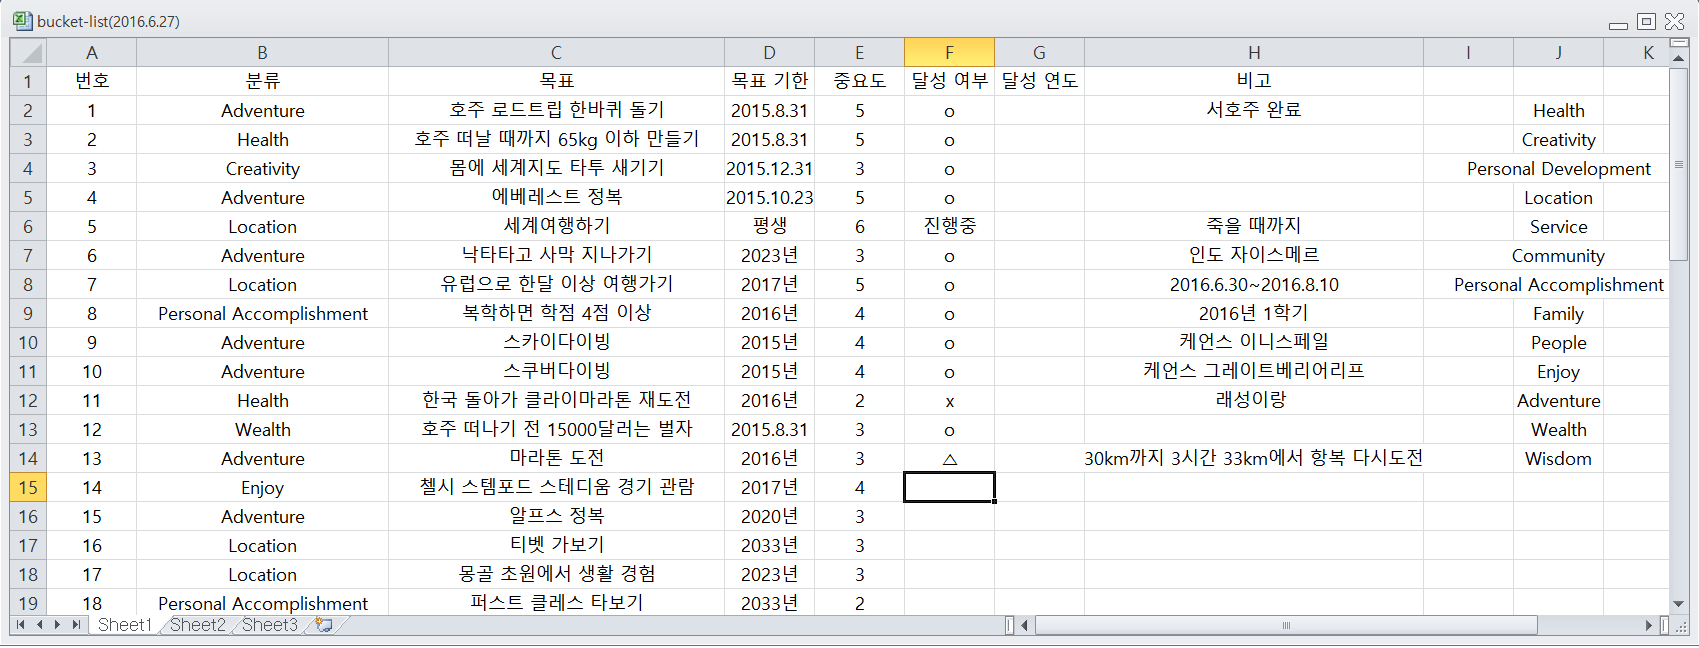 bucket-list(2016.6.27)
A B C D E F G H I J K
1 번호 분류 목표 목표 기한 중요도 달성 여부 달성 연도 비고
2 1 Adventure 호주 로드트립 한바퀴 돌기 2015.8.31 5 o 서호주 완료 Health
3 2 Health 호주 떠날 때까지 65kg 이하 만들기 2015.8.31 5 o Creativity
4 3 Creativity 몸에 세계지도 타투 새기기 2015.12.31 3 o Personal Development
5 4 Adventure 에베레스트 정복 2015.10.23 5 o Location
6 5 Location 세계여행하기 평생 6 진행중 죽을 때까지 Service
7 6 Adventure 낙타타고 사막 지나가기 2023년 3 o 인도 자이스메르 Community
8 7 Location 유럽으로 한달 이상 여행가기 2017년 5 o 2016.6.30~2016.8.10 Personal Accomplishment
9 8 Personal Accomplishment 복학하면 학점 4점 이상 2016년 4 o 2016년 1학기 Family
10 9 Adventure 스카이다이빙 2015년 4 o 케언스 이니스페일 People
11 10 Adventure 스쿠버다이빙 2015년 4 o 케언스 그레이트베리어리프 Enjoy
12 11 Health 한국 돌아가 클라이마라톤 재도전 2016년 2 x 래성이랑 Adventure
13 12 Wealth 호주 떠나기 전 15000달러는 벌자 2015.8.31 3 o Wealth
14 13 Adventure 마라톤 도전 2016년 3 △ 30km까지 3시간 33km에서 항복 다시도전 Wisdom
15 14 Enjoy 첼시 스템포드 스테디움 경기 관람 2017년 4
16 15 Adventure 알프스 정복 2020년 3
17 16 Location 티벳 가보기 2033년 3
18 17 Location 몽골 초원에서 생활 경험 2023년 3
19 18 Personal Accomplishment 퍼스트 클레스 타보기 2033년 2
Sheet1 Sheet2 Sheet3